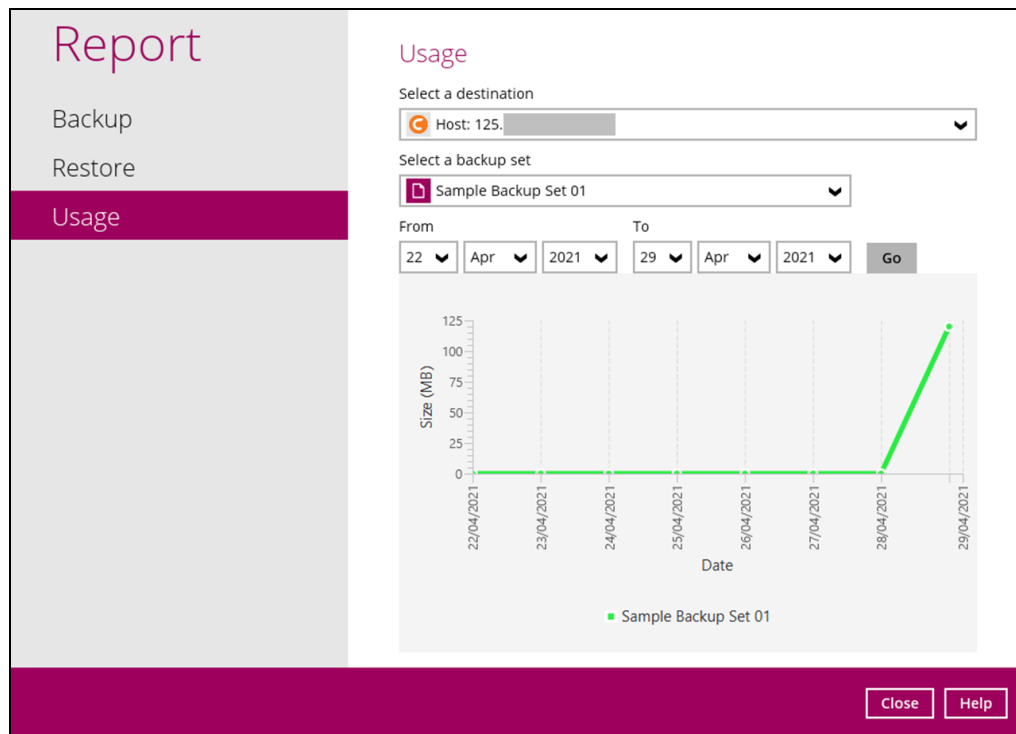 Report
Backup
Restore
Usage
Usage
Select a destination
Host: 125.
Select a backup set
Sample Backup Set 01
From To
22 Apr 2021 29 Apr 2021 Go
125
100
75
50
25
0
Size (MB)
22/04/2021 23/04/2021 24/04/2021 25/04/2021 26/04/2021 27/04/2021 28/04/2021 29/04/2021
Date
Sample Backup Set 01
Close Help